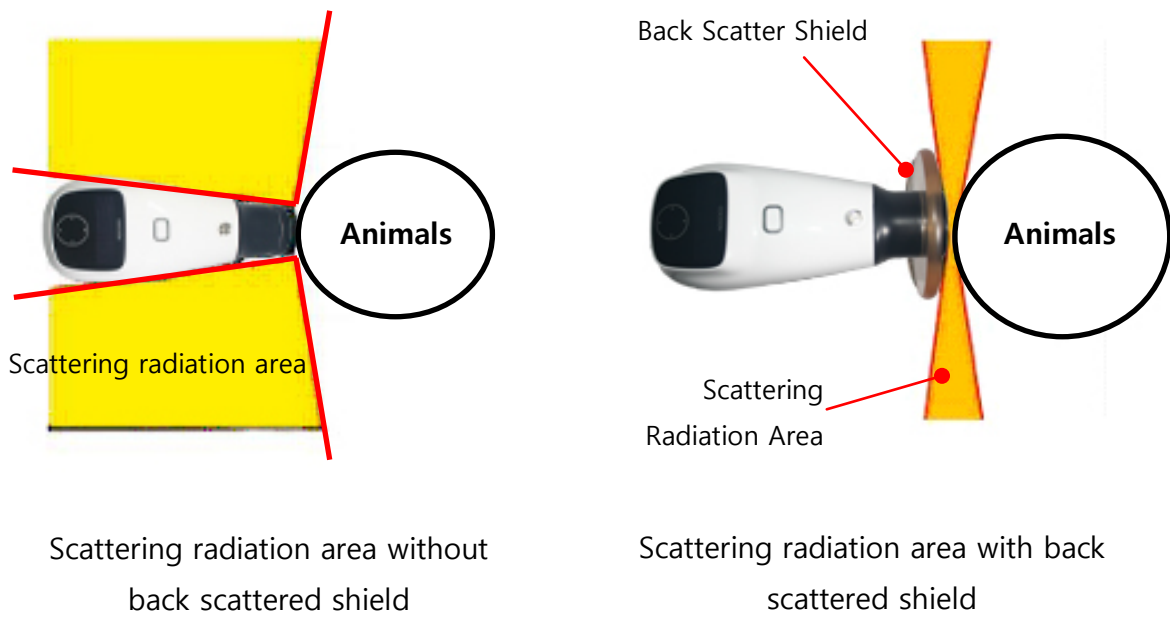 Back Scatter Shield
Animals
Animals
Scattering radiation area
Scattering
Radiation Area
Scattering radiation area without
back scattered shield
Scattering radiation area with back
scattered shield